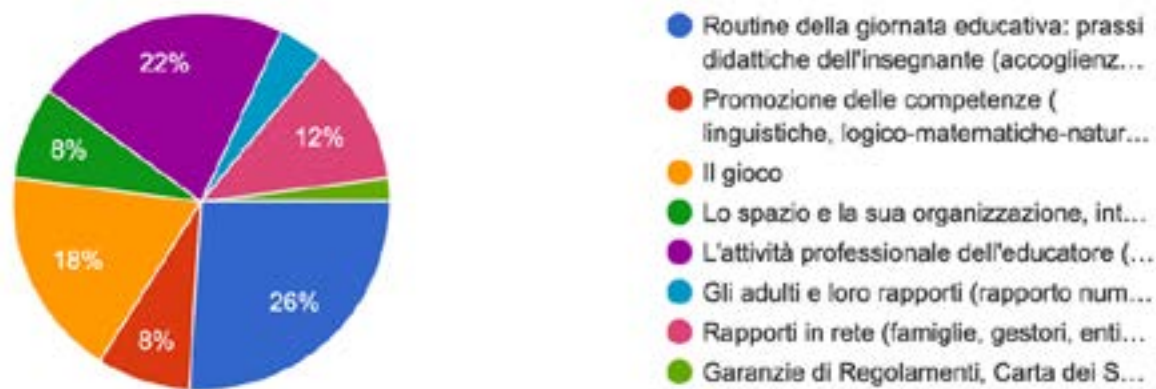 22%
12%
8%
18%
26%
8%
Routine della giornata educativa: prassi
didattiche dell'insegnante (accoglienz...
Promozione delle competenze (
linguistiche, logico-matematiche-natur...
Il gioco
Lo spazio e la sua organizzazione, int...
L'attività professionale dell'educatore (...
Gli adulti e loro rapporti (rapporto num...
Rapporti in rete (famiglie, gestori, enti...
Garanzie di Regolamenti, Carta dei S...